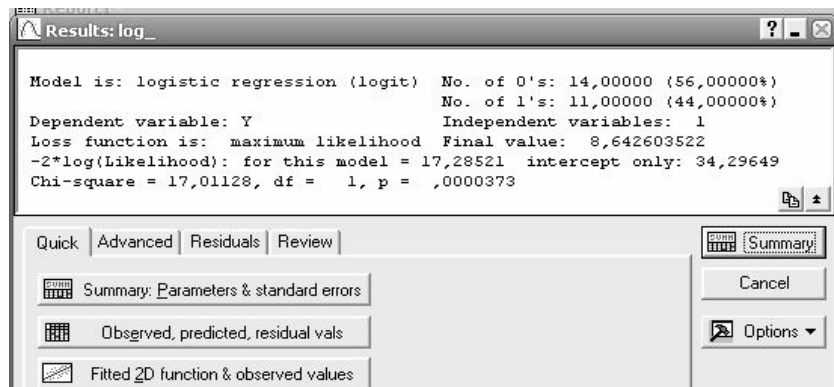 Results: log_
Model is: logistic regression (logit) No. of 0's: 14,00000 (56,00000%)
No. of 1's: 11,00000 (44,00000%)
Dependent variable: Y Independent variables: 1
Loss function is: maximum likelihood Final value: 8,642603522
-2*log(Likelihood): for this model = 17,28521 intercept only: 34,29649
Chi-square = 17,01128, df = 1, p = ,0000373
Quick Advanced Residuals Review
Summary
Summary: Parameters & standard errors
Cancel
Observed, predicted, residual vals
Options
Fitted 2D function & observed values